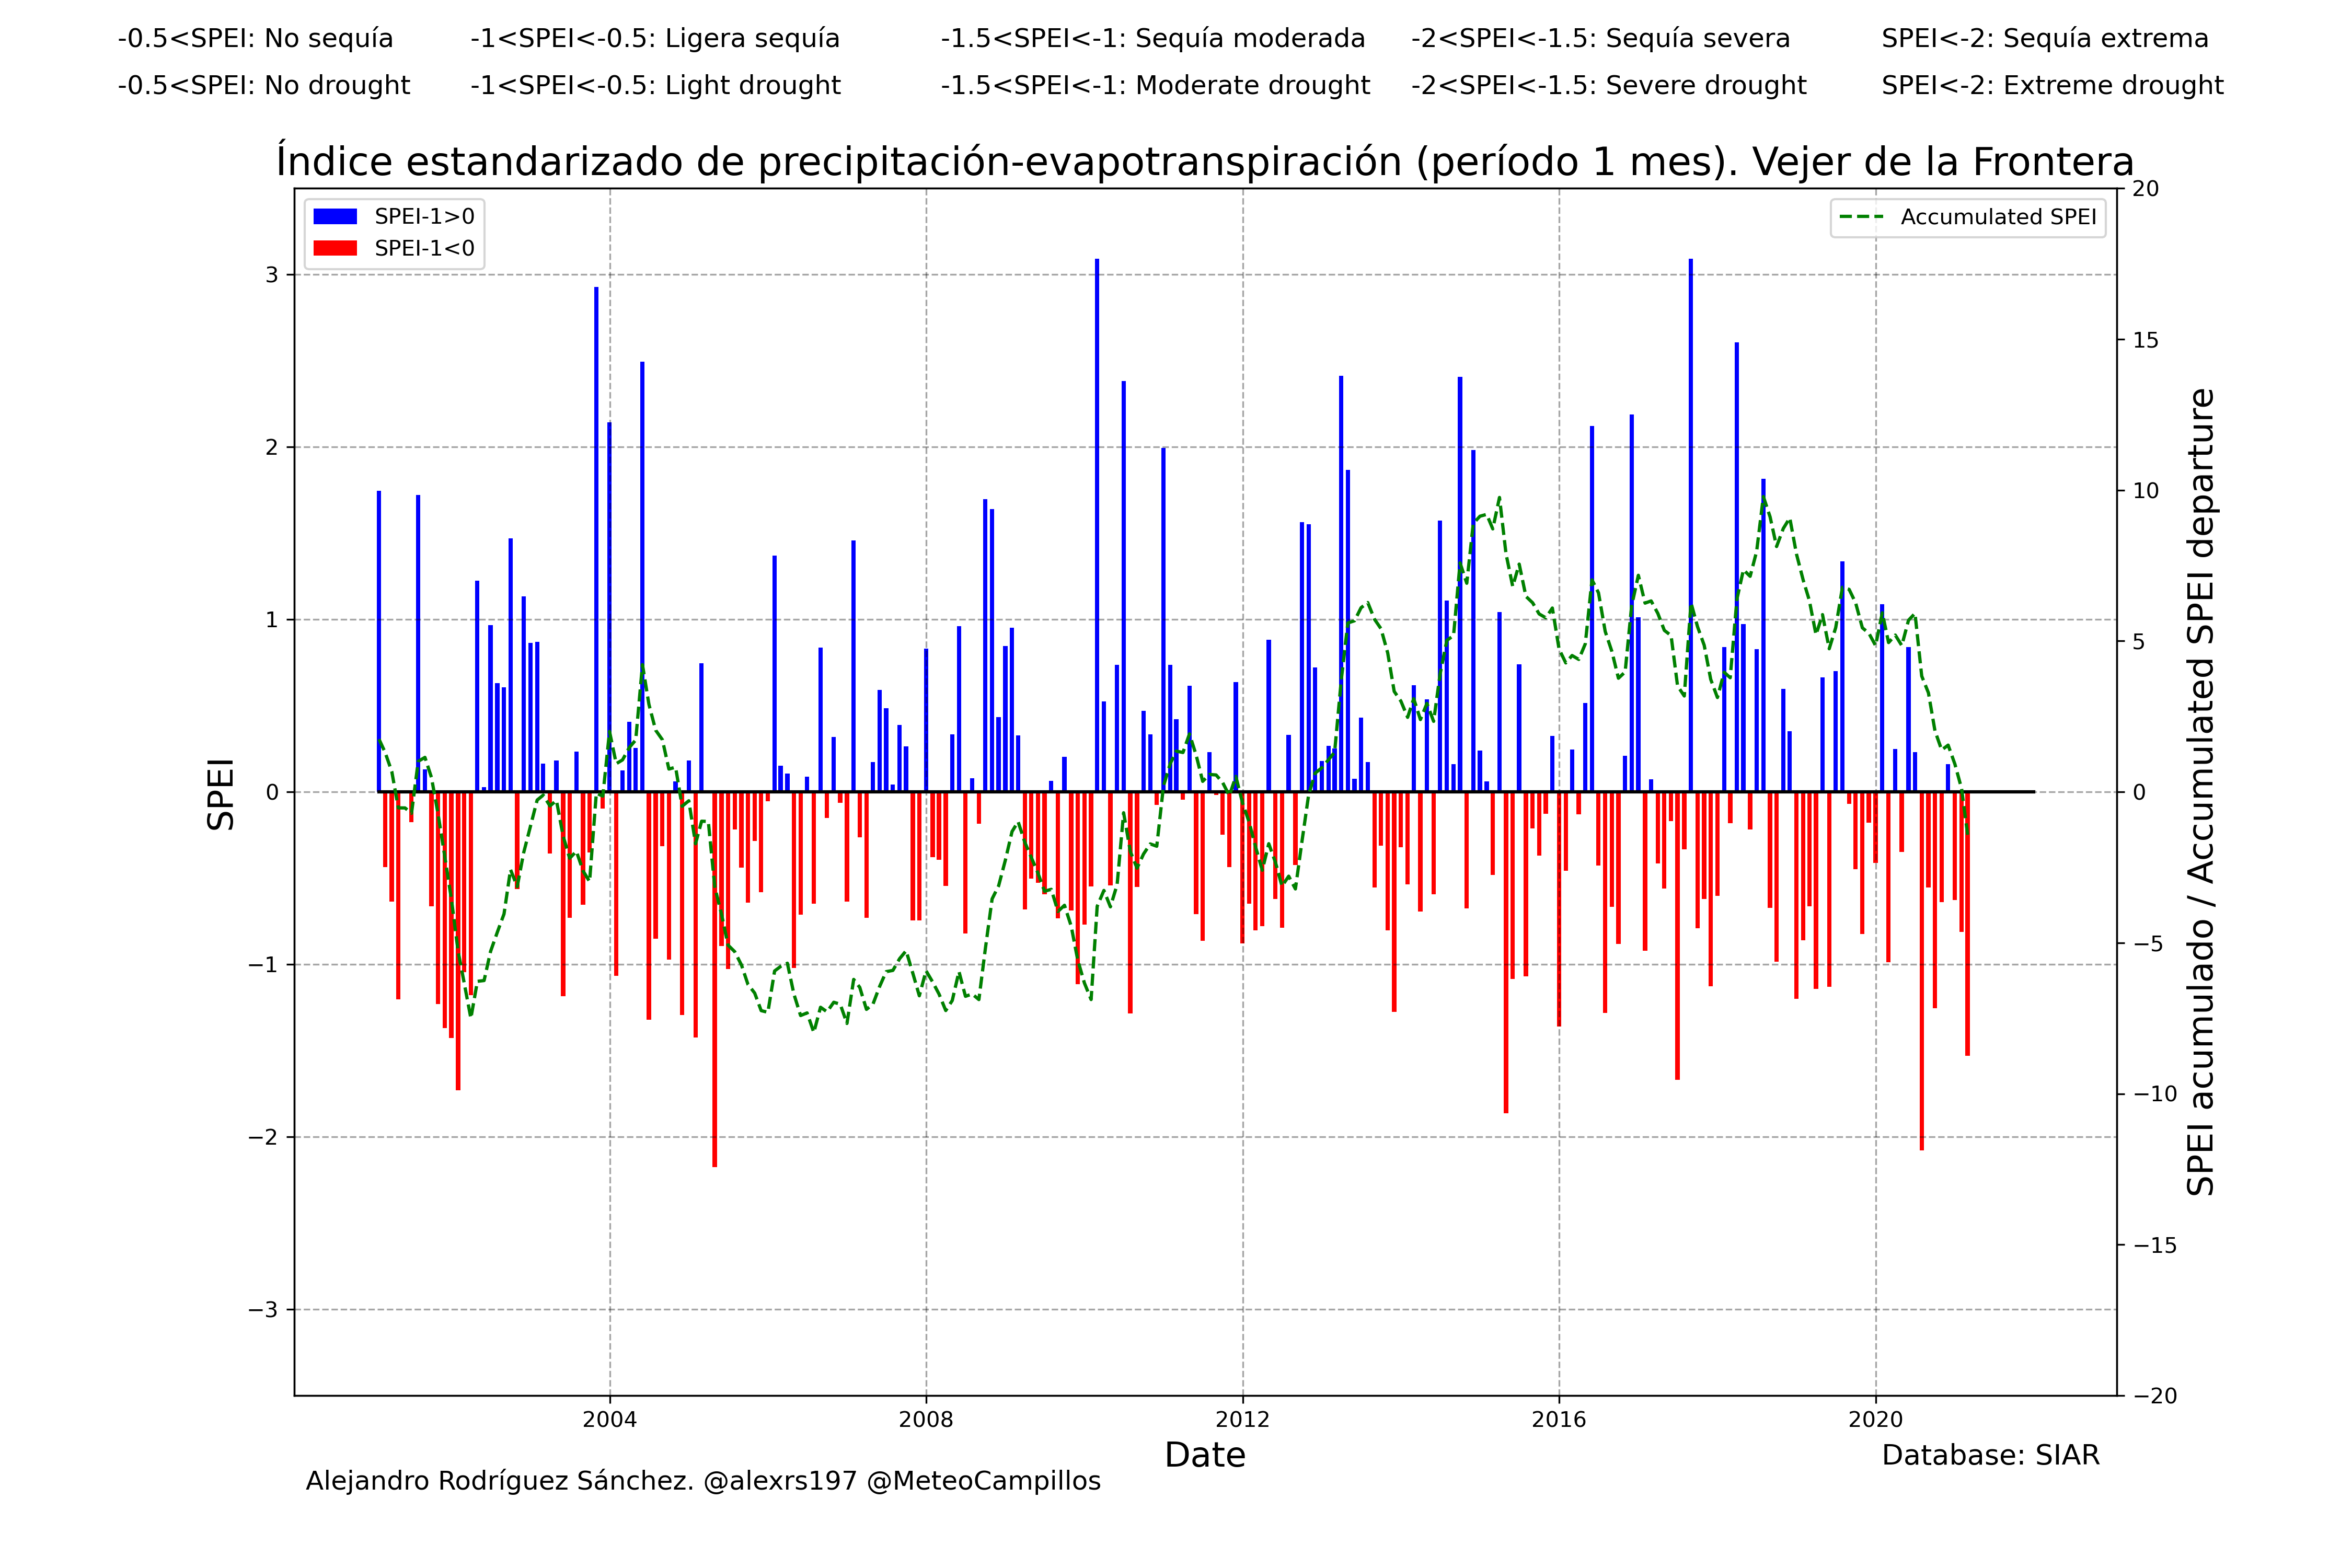 -0.5<SPEI: No sequía -1<SPEI<-0.5: Ligera sequía -1.5<SPEI<-1: Sequía moderada -2<SPEI<-1.5: Sequía severa SPEI<-2: Sequía extrema
-0.5<SPEI: No drought -1<SPEI<-0.5: Light drought -1.5<SPEI<-1: Moderate drought -2<SPEI<-1.5: Severe drought SPEI<-2: Extreme drought
Índice estandarizado de precipitación-evapotranspiración (período 1 mes). Vejer de la Frontera
SPEI-1>0
SPEI-1<0
Accumulated SPEI
SPEI
3
2
1
0
−1
−2
−3
20
15
10
5
0
−5
−10
−15
−20
SPEI acumulado / Accumulated SPEI departure
2004 2008 2012 2016 2020
Date
Database: SIAR
Alejandro Rodríguez Sánchez. @alexrs197 @MeteoCampillos